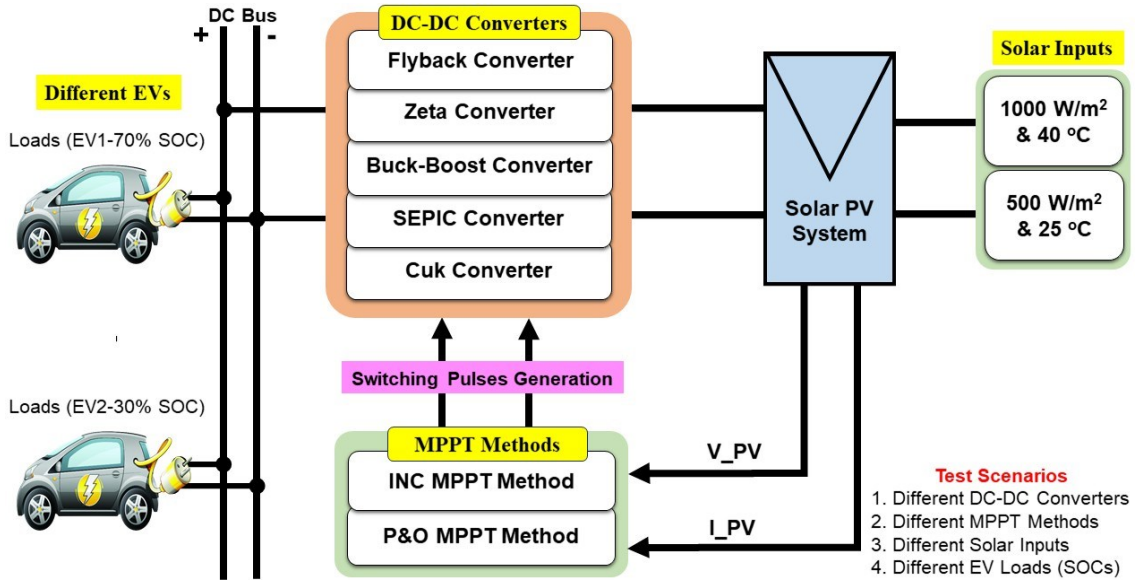 DC Bus
+
-
Different EVs
Loads (EV1-70% SOC)
Loads (EV2-30% SOC)
DC-DC Converters
Flyback Converter
Zeta Converter
Buck-Boost Converter
SEPIC Converter
Cuk Converter
Switching Pulses Generation
MPPT Methods
INC MPPT Method
P&O MPPT Method
Solar PV
System
V_PV
I_PV
Solar Inputs
1000 W/m²
& 40 ºC
500 W/m²
& 25 ºC
Test Scenarios
1. Different DC-DC Converters
2. Different MPPT Methods
3. Different Solar Inputs
4. Different EV Loads (SOCs)